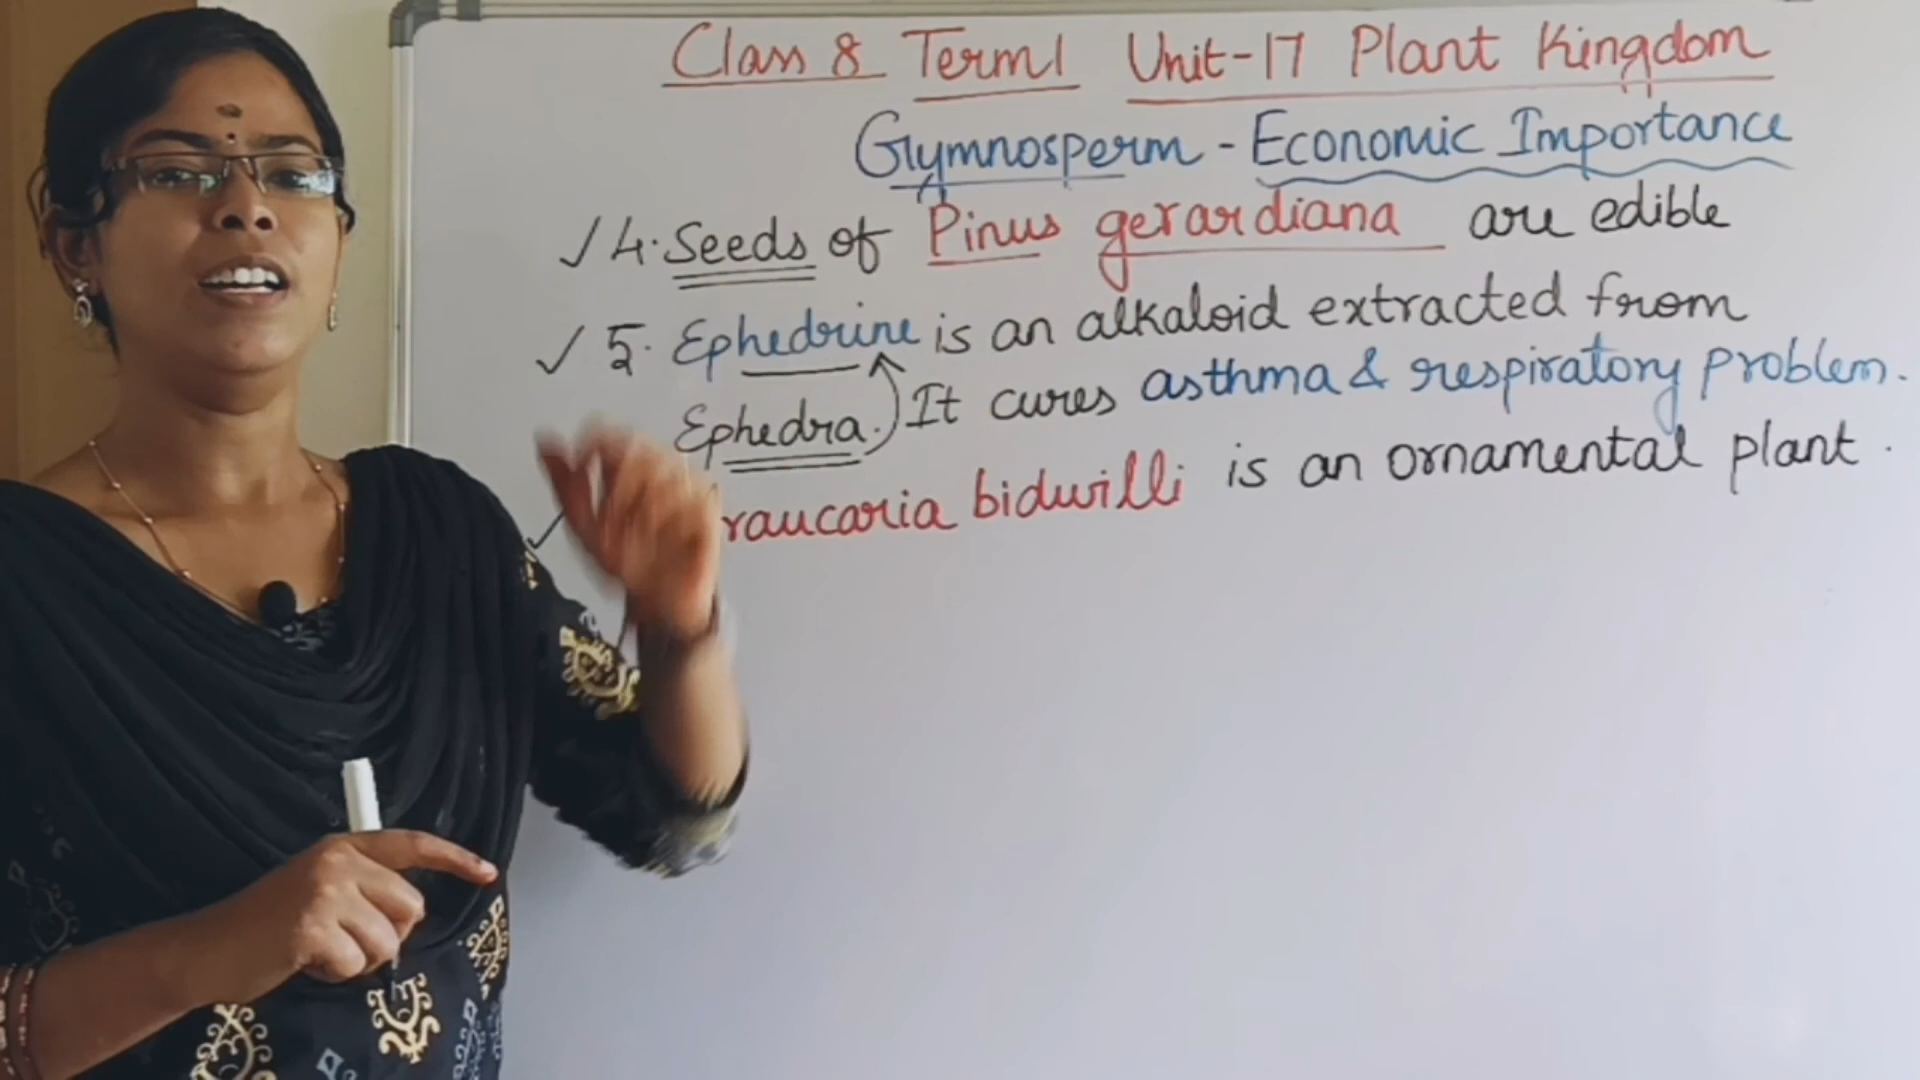 Class 8 Term 1 Unit-17 Plant Kingdom
Gymnosperm - Economic Importance
✓ 4. Seeds of Pinus gerardiana are edible
✓ 5. Ephedrine is an alkaloid extracted from
Ephedra. It cures asthma & respiratory problem.
✓ raucaria bidwilli is an ornamental plant.